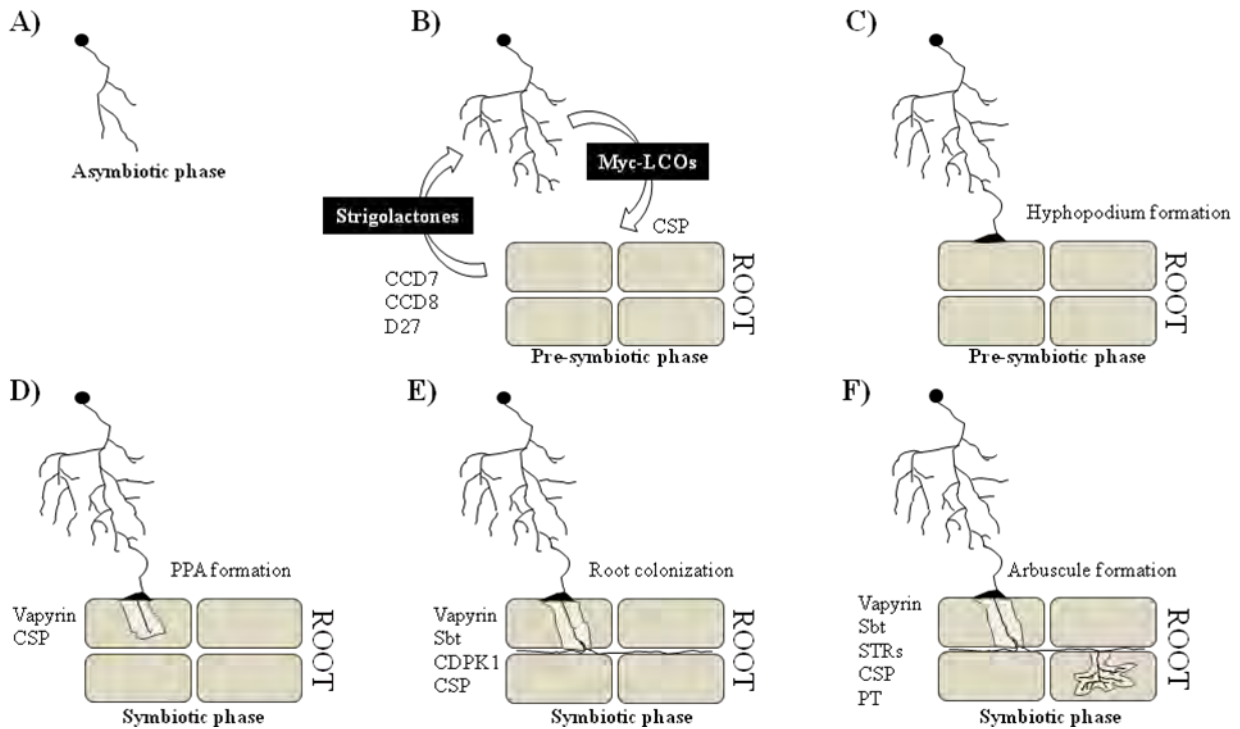 A)
Asymbiotic phase
B)
Myc-LCOs
Strigolactones
CSP
CCD7
CCD8
D27
ROOT
Pre-symbiotic phase
C)
Hyphopodium formation
ROOT
Pre-symbiotic phase
D)
PPA formation
Vapyrin
CSP
ROOT
Symbiotic phase
E)
Root colonization
Vapyrin
Sbt
CDPK1
CSP
ROOT
Symbiotic phase
F)
Arbuscule formation
Vapyrin
Sbt
STRs
CSP
PT
ROOT
Symbiotic phase